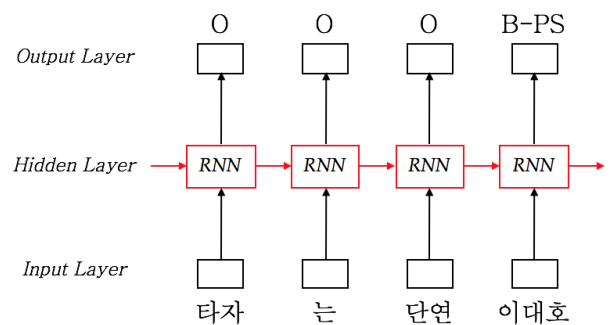 O O O B-PS
Output Layer
Hidden Layer RNN RNN RNN RNN
Input Layer
타자 는 단연 이대호